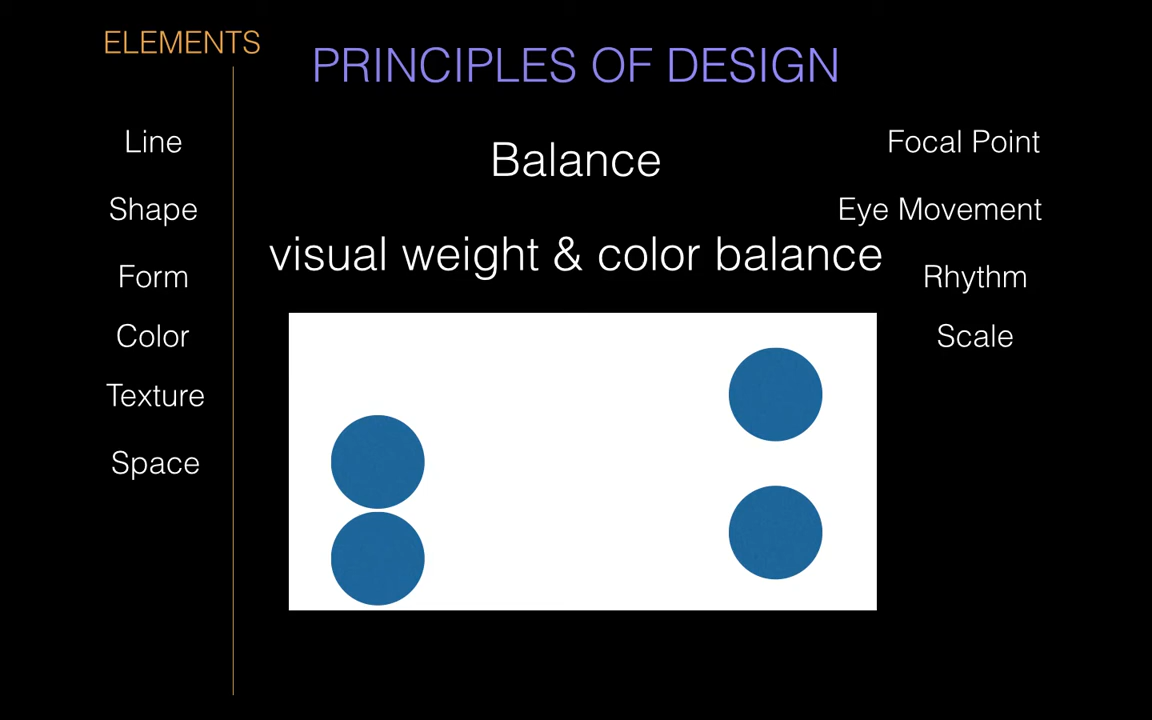 ELEMENTS
PRINCIPLES OF DESIGN
Line
Shape
Form
Color
Texture
Space
Balance
visual weight & color balance
Focal Point
Eye Movement
Rhythm
Scale